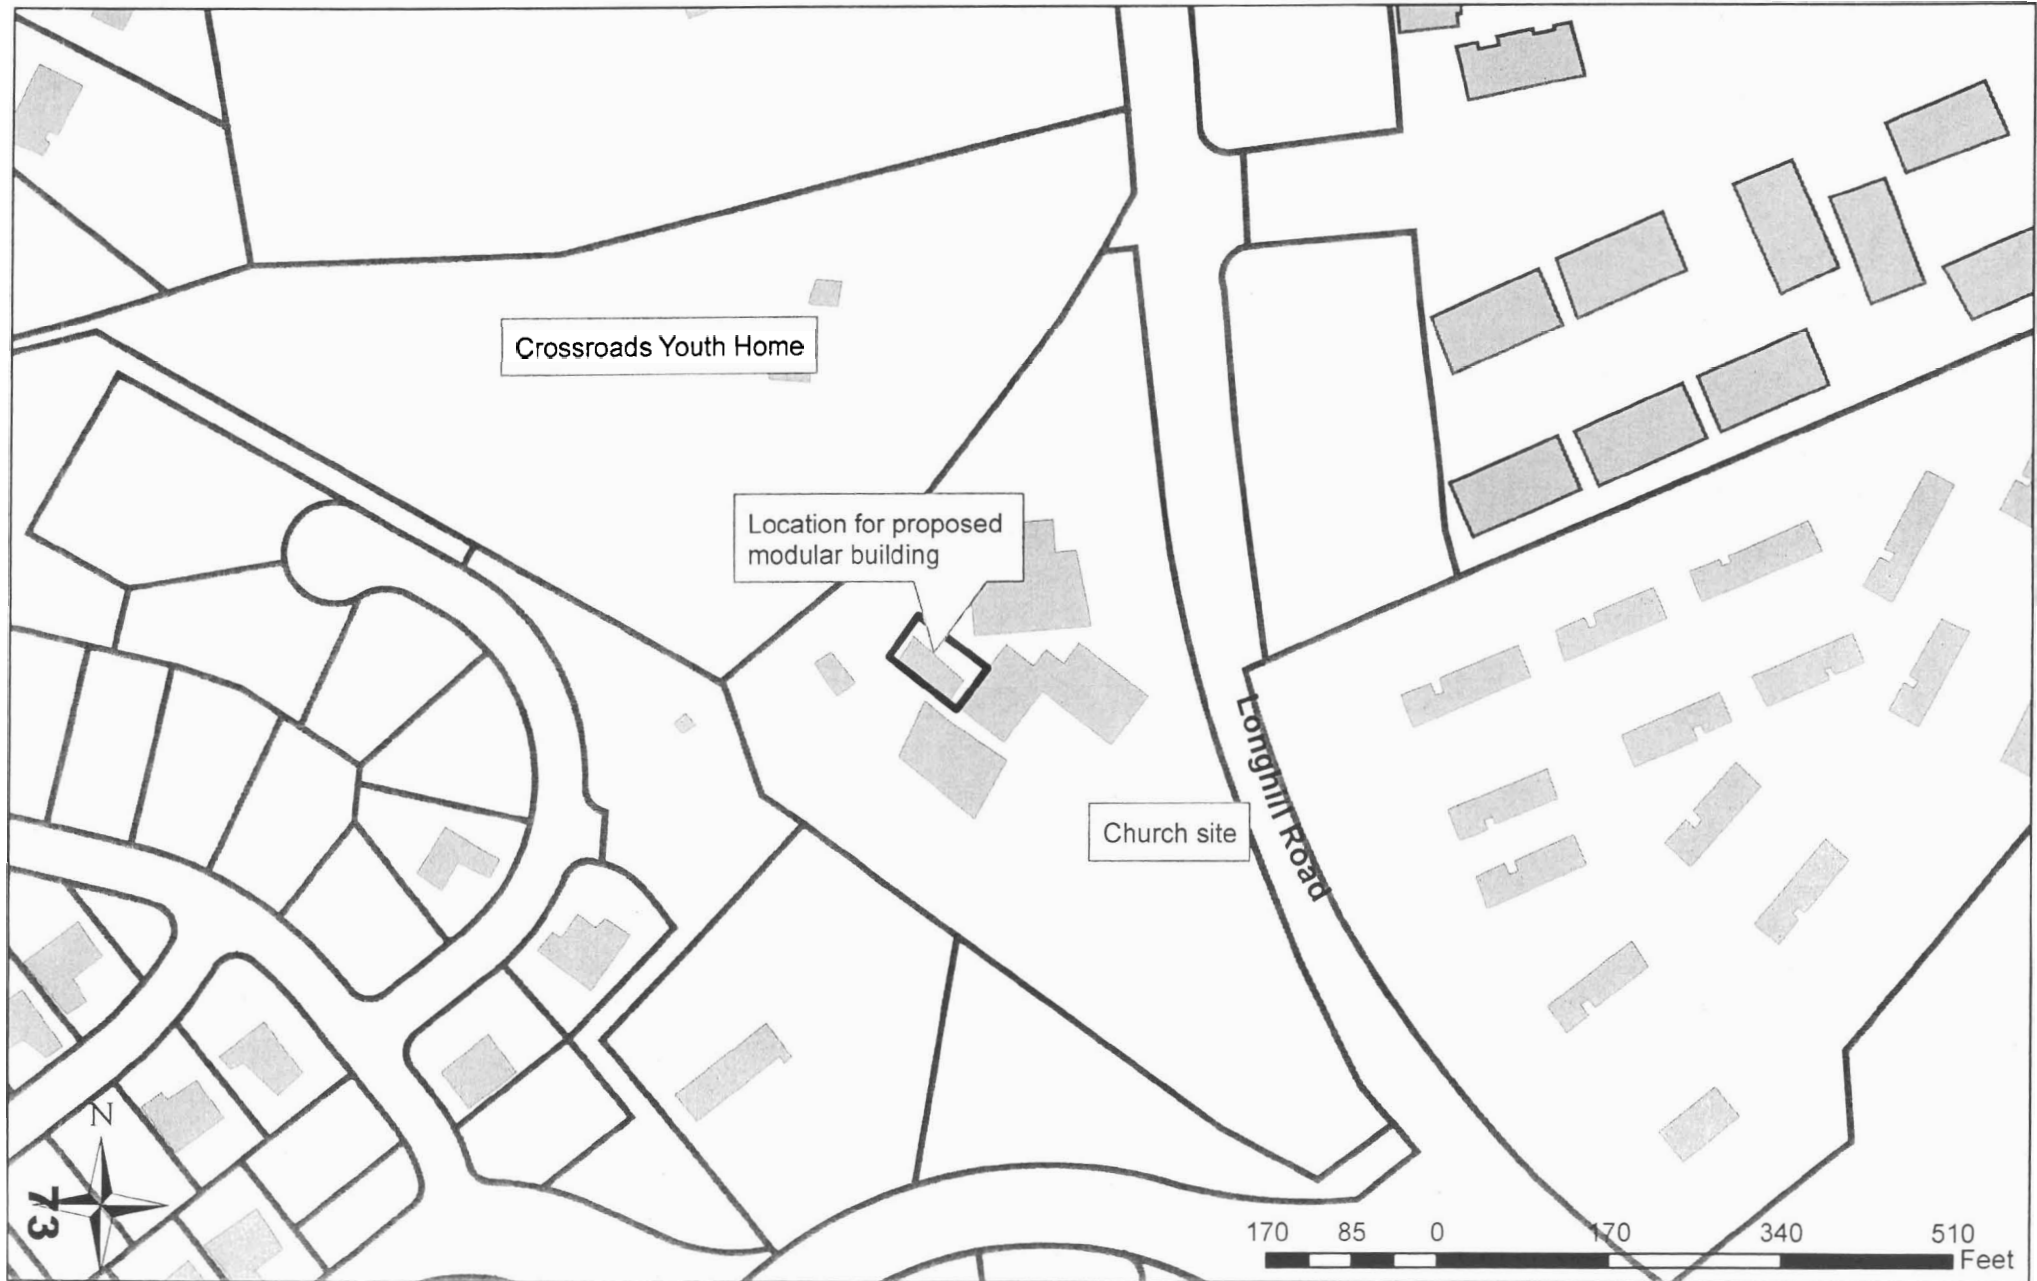 Crossroads Youth Home
Location for proposed
modular building
Longhill Road
Church site
N
73
170 85 0 170 340 510
Feet